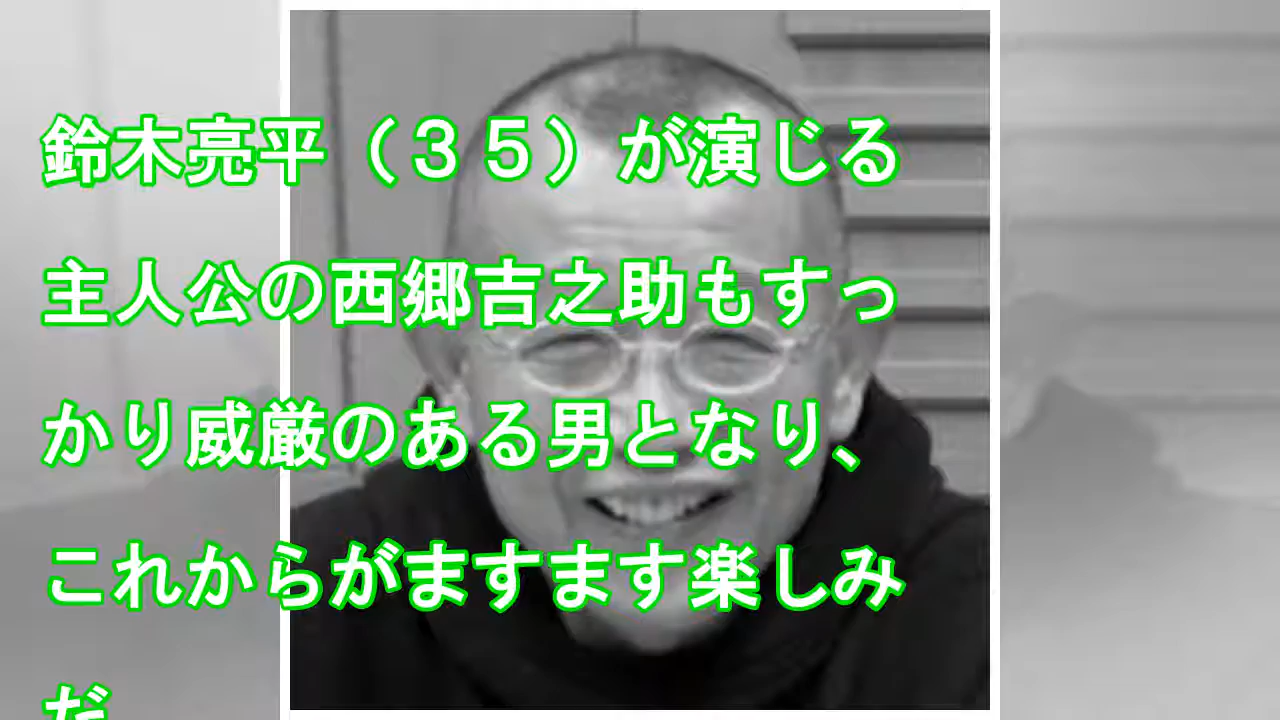 鈴木亮平（３５）が演じる
主人公の西郷吉之助もすっ
かり威厳のある男となり、
これからがますます楽しみ
だ